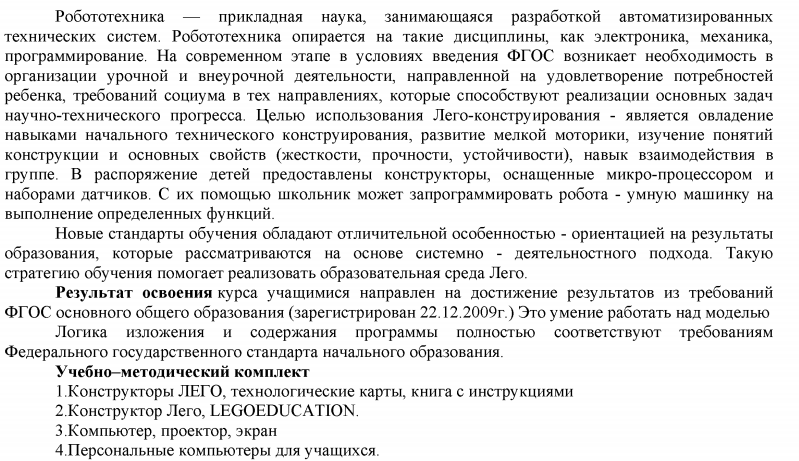 Робототехника — прикладная наука, занимающаяся разработкой автоматизированных
технических систем. Робототехника опирается на такие дисциплины, как электроника, механика,
программирование. На современном этапе в условиях введения ФГОС возникает необходимость в
организации урочной и внеурочной деятельности, направленной на удовлетворение потребностей
ребенка, требований социума в тех направлениях, которые способствуют реализации основных задач
научно-технического прогресса. Целью использования Лего-конструирования - является овладение
навыками начального технического конструирования, развитие мелкой моторики, изучение понятий
конструкции и основных свойств (жесткости, прочности, устойчивости), навык взаимодействия в
группе. В распоряжение детей предоставлены конструкторы, оснащенные микро-процессором и
наборами датчиков. С их помощью школьник может запрограммировать робота - умную машинку на
выполнение определенных функций.
Новые стандарты обучения обладают отличительной особенностью - ориентацией на результаты
образования, которые рассматриваются на основе системно - деятельностного подхода. Такую
стратегию обучения помогает реализовать образовательная среда Лего.
Результат освоения курса учащимися направлен на достижение результатов из требований
ФГОС основного общего образования (зарегистрирован 22.12.2009г.) Это умение работать над моделью
Логика изложения и содержания программы полностью соответствуют требованиям
Федерального государственного стандарта начального образования.
Учебно–методический комплект
1.Конструкторы ЛЕГО, технологические карты, книга с инструкциями
2.Конструктор Лего, LEGOEDUCATION.
3.Компьютер, проектор, экран
4.Персональные компьютеры для учащихся.